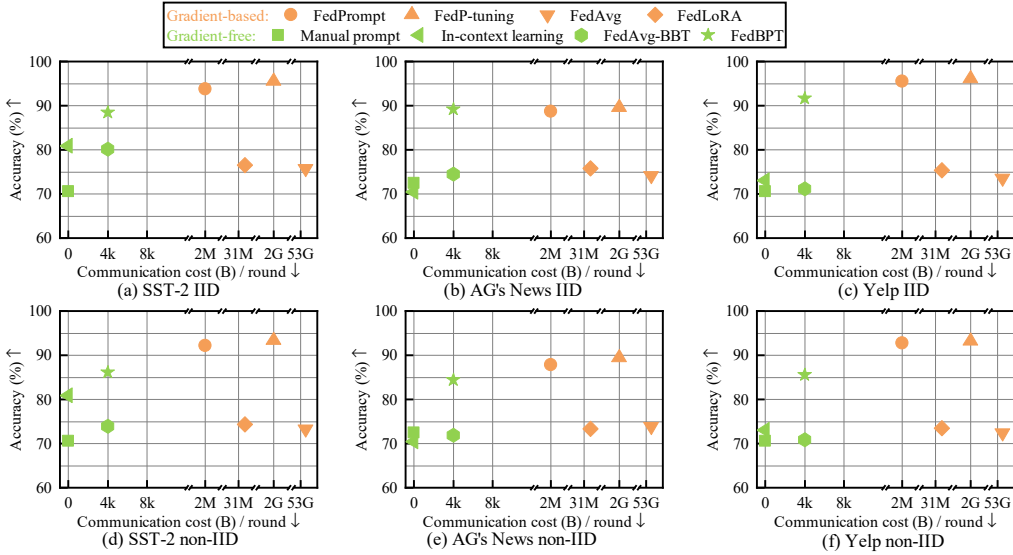 Gradient-based: FedPrompt FedP-tuning FedAvg FedLoRA
Gradient-free: Manual prompt In-context learning FedAvg-BBT FedBPT
100 100 100
90 90 90
80 80 80
70 70 70
60 60 60
Accuracy (%) ↑ Accuracy (%) ↑ Accuracy (%) ↑
0 4k 8k 2M 31M 2G 53G 0 4k 8k 2M 31M 2G 53G 0 4k 8k 2M 31M 2G 53G
Communication cost (B) / round ↓ Communication cost (B) / round ↓ Communication cost (B) / round ↓
(a) SST-2 IID (b) AG's News IID (c) Yelp IID
100 100 100
90 90 90
80 80 80
70 70 70
60 60 60
Accuracy (%) ↑ Accuracy (%) ↑ Accuracy (%) ↑
0 4k 8k 2M 31M 2G 53G 0 4k 8k 2M 31M 2G 53G 0 4k 8k 2M 31M 2G 53G
Communication cost (B) / round ↓ Communication cost (B) / round ↓ Communication cost (B) / round ↓
(d) SST-2 non-IID (e) AG's News non-IID (f) Yelp non-IID